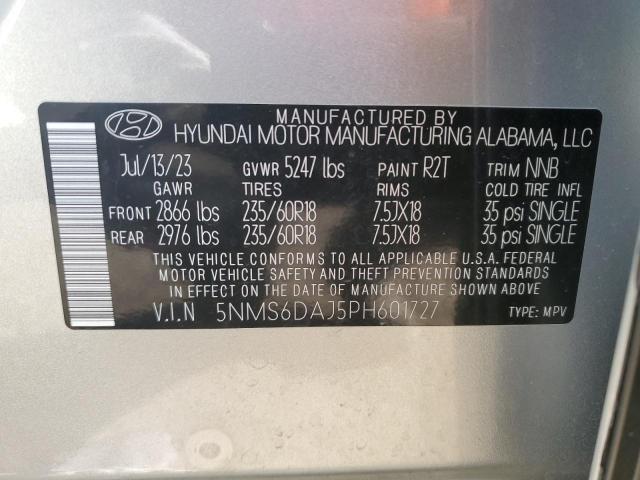 MANUFACTURED BY
HYUNDAI MOTOR MANUFACTURING ALABAMA, LLC
Jul/13/23 GVWR 5247 lbs PAINT R2T TRIM NNB
GAWR TIRES RIMS COLD TIRE INFL
FRONT 2866 lbs 235/60R18 7.5JX18 35 psi SINGLE
REAR 2976 lbs 235/60R18 7.5JX18 35 psi SINGLE
THIS VEHICLE CONFORMS TO APPLICABLE U.S.A. FEDERAL
MOTOR VEHICLE SAFETY AND THEFT PREVENTION STANDARDS
IN EFFECT ON THE DATE OF MANUFACTURE SHOWN ABOVE
V.I.N 5NMS6DAJ5PH601727 TYPE: MPV